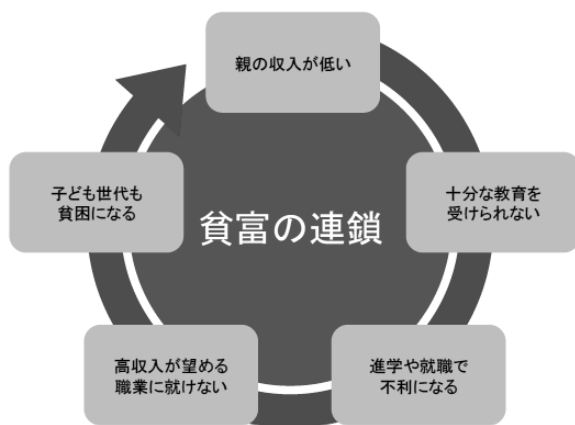 親の収入が低い
十分な教育を
受けられない
進学や就職で
不利になる
高収入が望める
職業に就けない
子ども世代も
貧困になる
貧富の連鎖